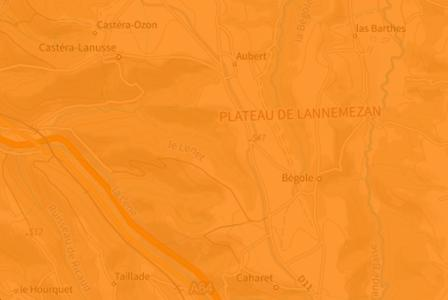 Castéra-Ozon
las Barthes
Castéra-Lanusse
Aubert
PLATEAU DE LANNEMEZAN
547
le Lenet
Bégole
A64
Taillade
Caharet
D11
le Hourquet